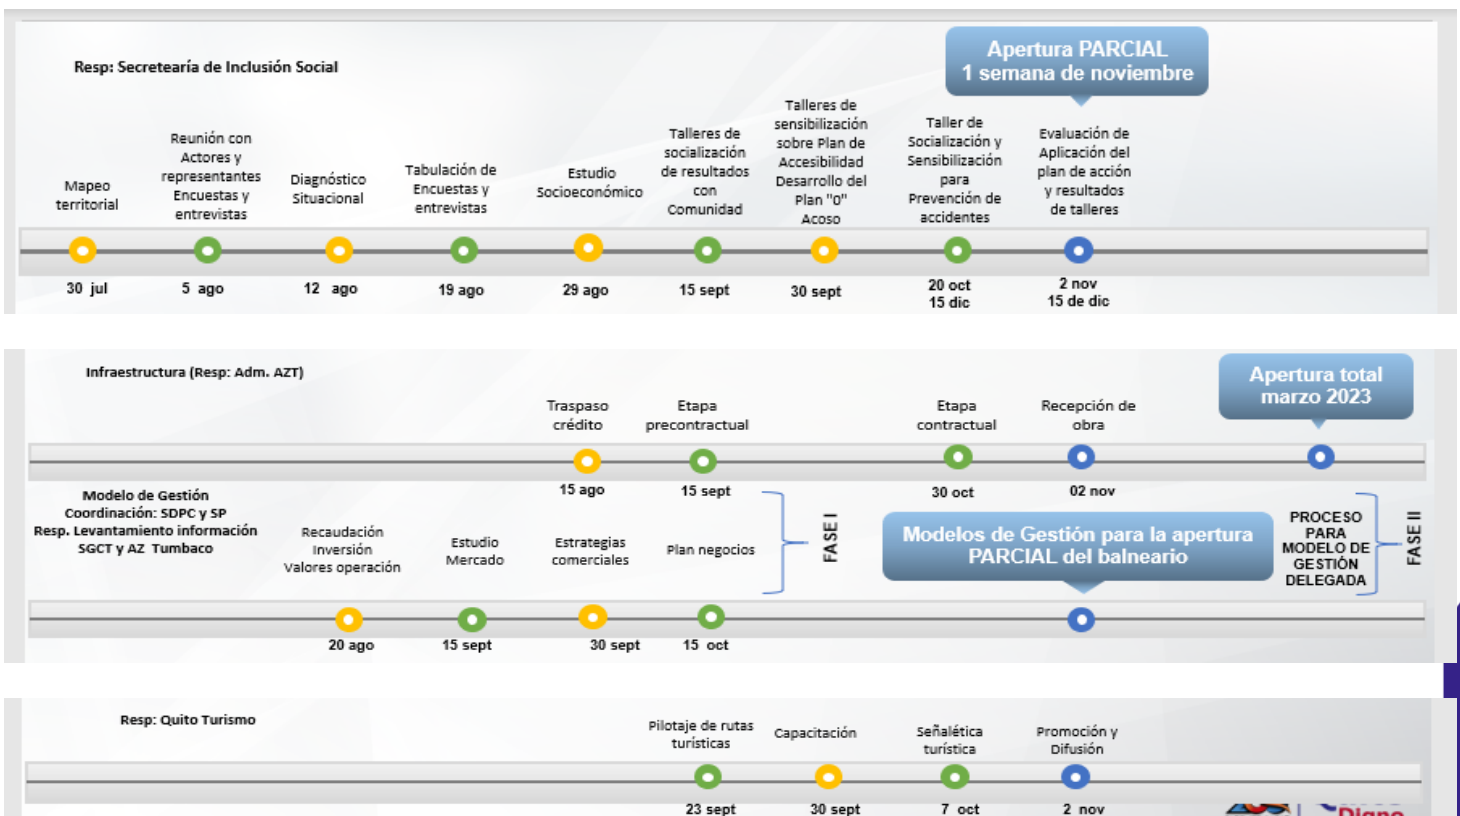 Resp: Secretearía de Inclusión Social
Apertura PARCIAL
1 semana de noviembre
Mapeo
territorial
Reunión con
Actores y
representantes
Encuestas y
entrevistas
Diagnóstico
Situacional
Tabulación de
Encuestas y
entrevistas
Estudio
Socioeconómico
Talleres de
socialización
de resultados
con
Comunidad
Talleres de
sensibilización
sobre Plan de
Accesibilidad
Desarrollo del
Plan "0"
Acoso
Taller de
Socialización y
Sensibilización
para
Prevención de
accidentes
Evaluación de
Aplicación del
plan de acción
y resultados
de talleres
30 jul
5 ago
12 ago
19 ago
29 ago
15 sept
30 sept
20 oct
15 dic
2 nov
15 de dic
Infraestructura (Resp: Adm. AZT)
Traspaso
crédito
Etapa
precontractual
Etapa
contractual
Recepción de
obra
Apertura total
marzo 2023
15 ago
15 sept
30 oct
02 nov
Modelo de Gestión
Coordinación: SDPC y SP
Resp. Levantamiento información
SGCT y AZ Tumbaco
Recaudación
Inversión
Valores operación
Estudio
Mercado
Estrategias
comerciales
Plan negocios
FASE I
Modelos de Gestión para la apertura
PARCIAL del balneario
PROCESO
PARA
MODELO DE
GESTIÓN
DELEGADA
FASE II
20 ago
15 sept
30 sept
15 oct
Resp: Quito Turismo
Pilotaje de rutas
turísticas
Capacitación
Señalética
turística
Promoción y
Difusión
23 sept
30 sept
7 oct
2 nov